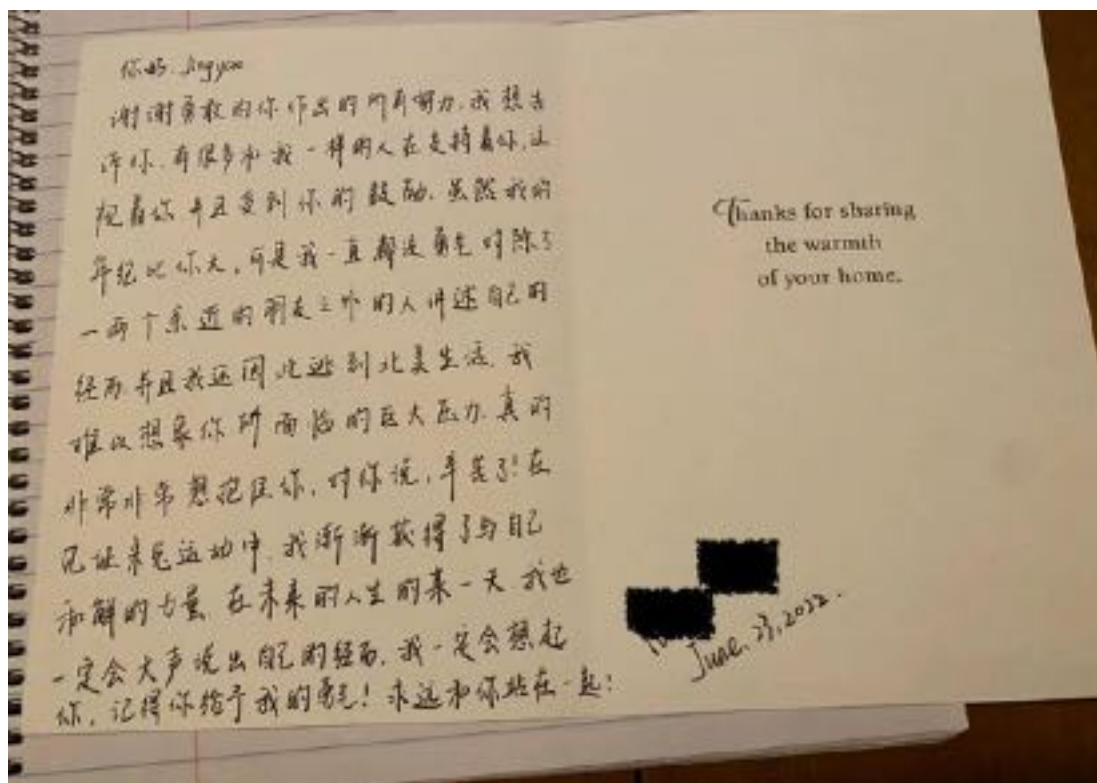 你好. Jingyao
谢谢勇敢的你作出的所有努力.我想告
诉你.有很多和我一样的人在支持着你,注
视着你并且受到你的鼓励.虽然我的
年纪比你大,可是我一直都没勇气对除了
一两个亲近的朋友之外的人讲述自己的
经历.并且我还因此逃到北美生活.我
难以想象你所面临的巨大压力.真的
非常非常想抱住你,对你说,辛苦了!在
见证米兔运动中.我渐渐获得了与自己
和解的力量.在未来的人生的某一天.我也
一定会大声说出自己的经历.我一定会想起
你,记得你给予我的勇气!永远和你站在一起!
Thanks for sharing
the warmth
of your home.
June, 23, 2022.